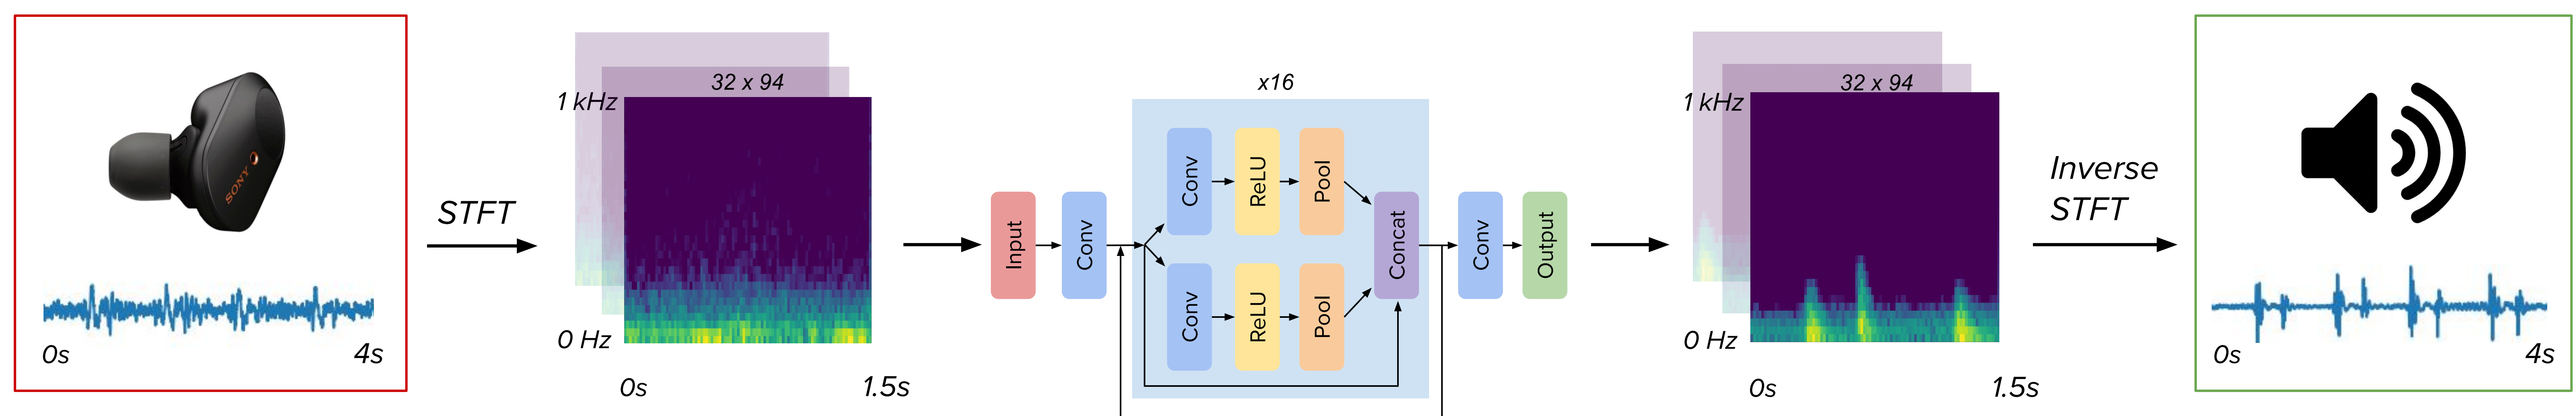 SONY
0s
4s
STFT
32 x 94
1 kHz
0 Hz
0s
1.5s
x16
Input
Conv
Conv
ReLU
Pool
Conv
ReLU
Pool
Concat
Conv
Output
32 x 94
1 kHz
0 Hz
0s
1.5s
Inverse
STFT
0s
4s